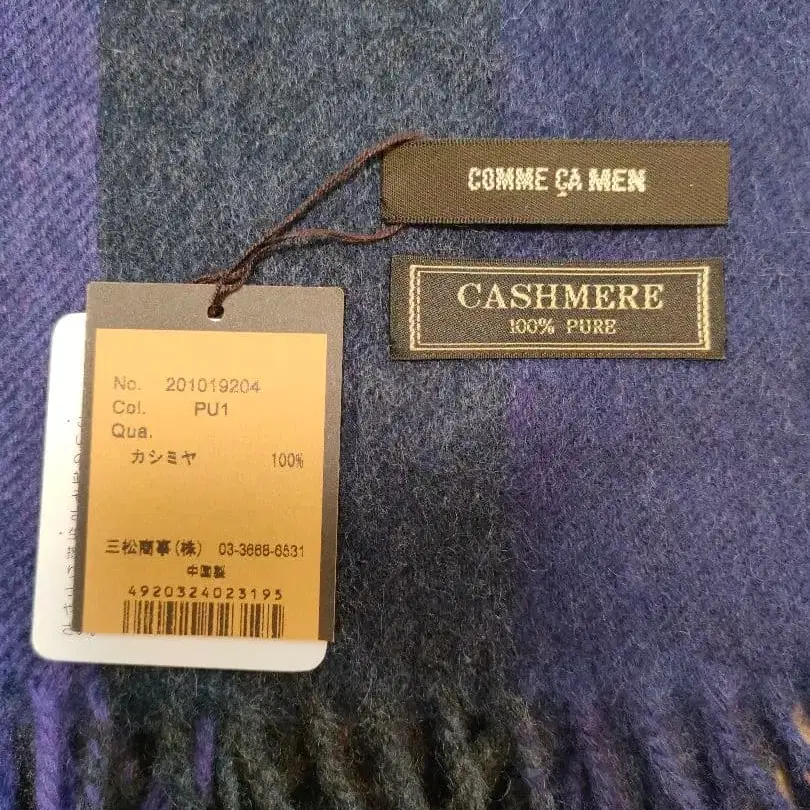 COMME ÇA MEN
CASHMERE
100% PURE
No. 201019204
Col. PU1
Qua.
カシミヤ 100%
三松商事(株) 03-3668-6531
中国製
4920324023195